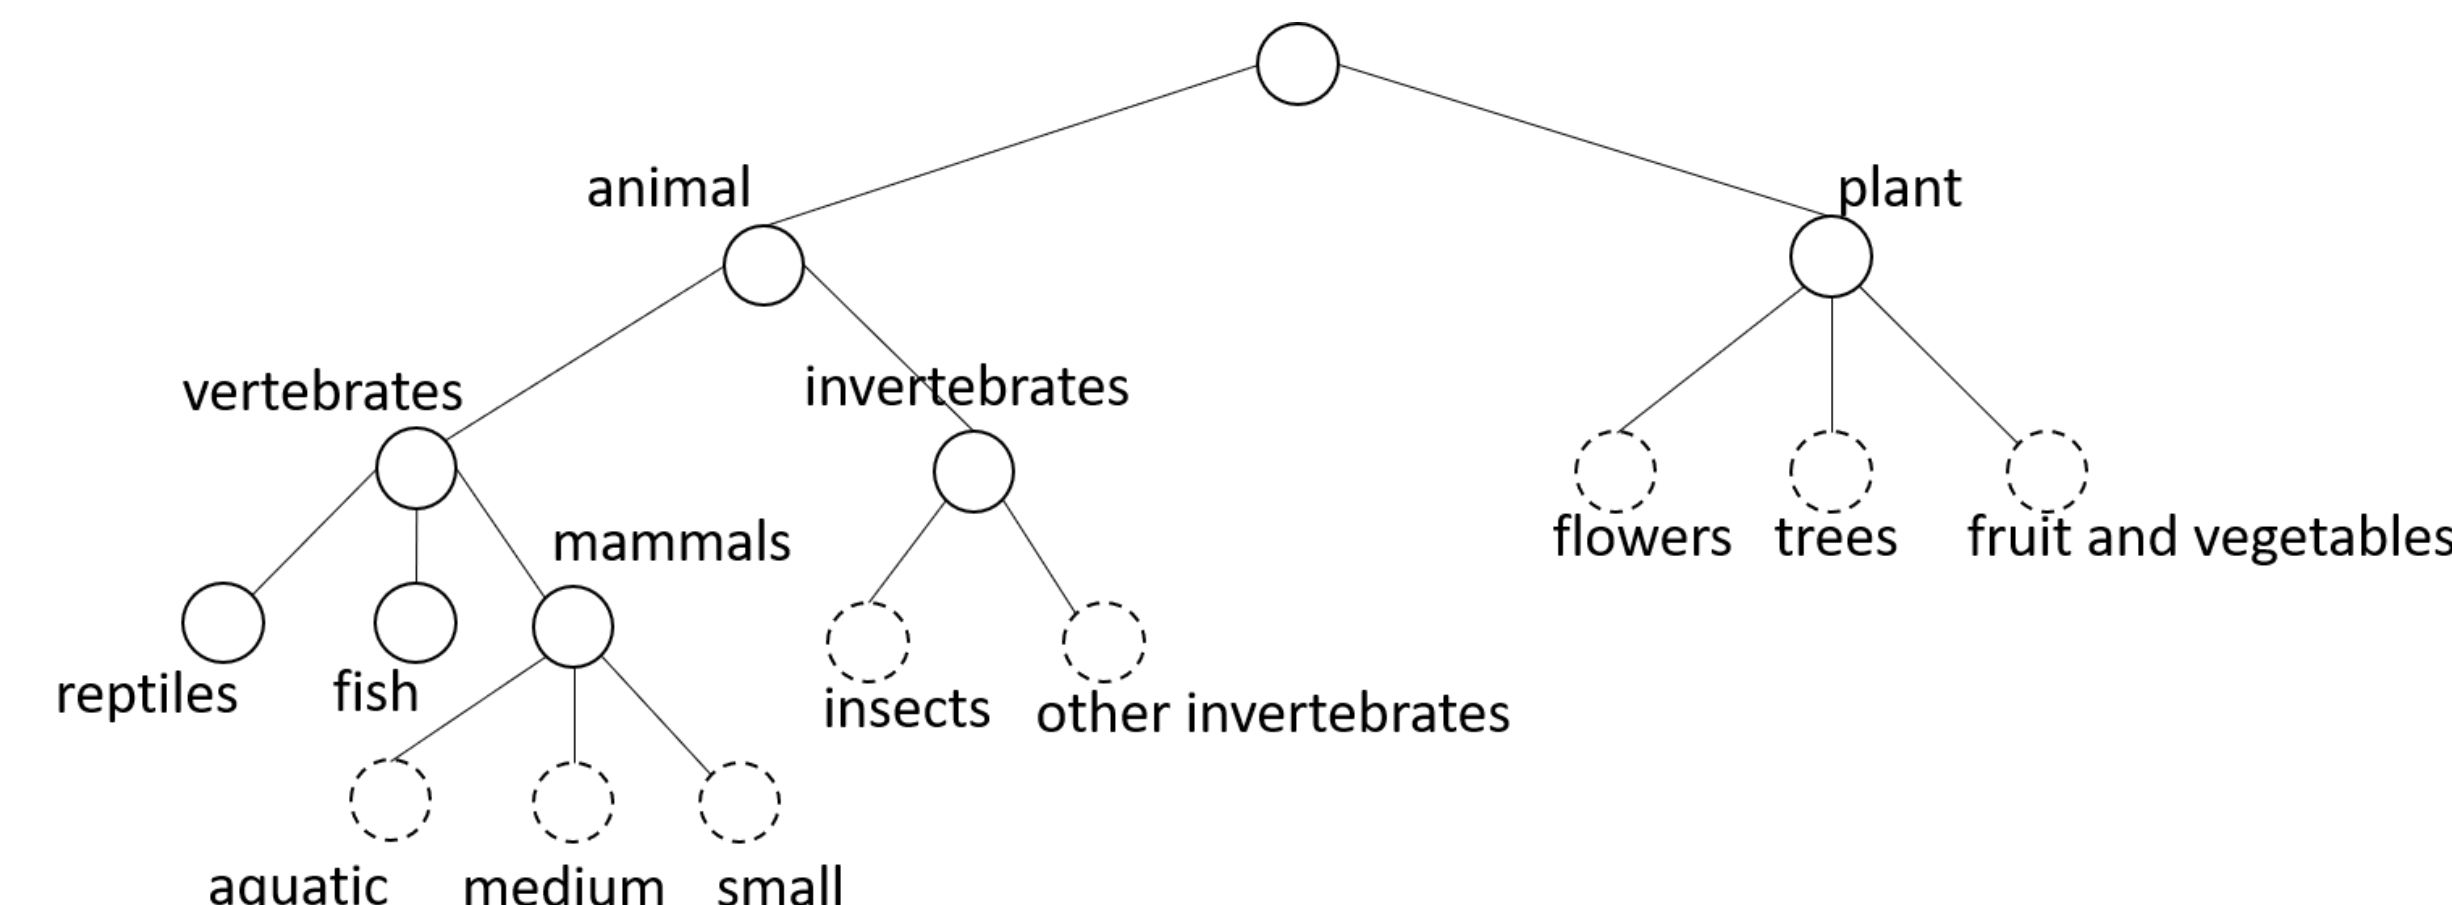 animal
plant
vertebrates
invertebrates
mammals
flowers
trees
fruit and vegetables
reptiles
fish
insects
other invertebrates
aquatic
medium
small